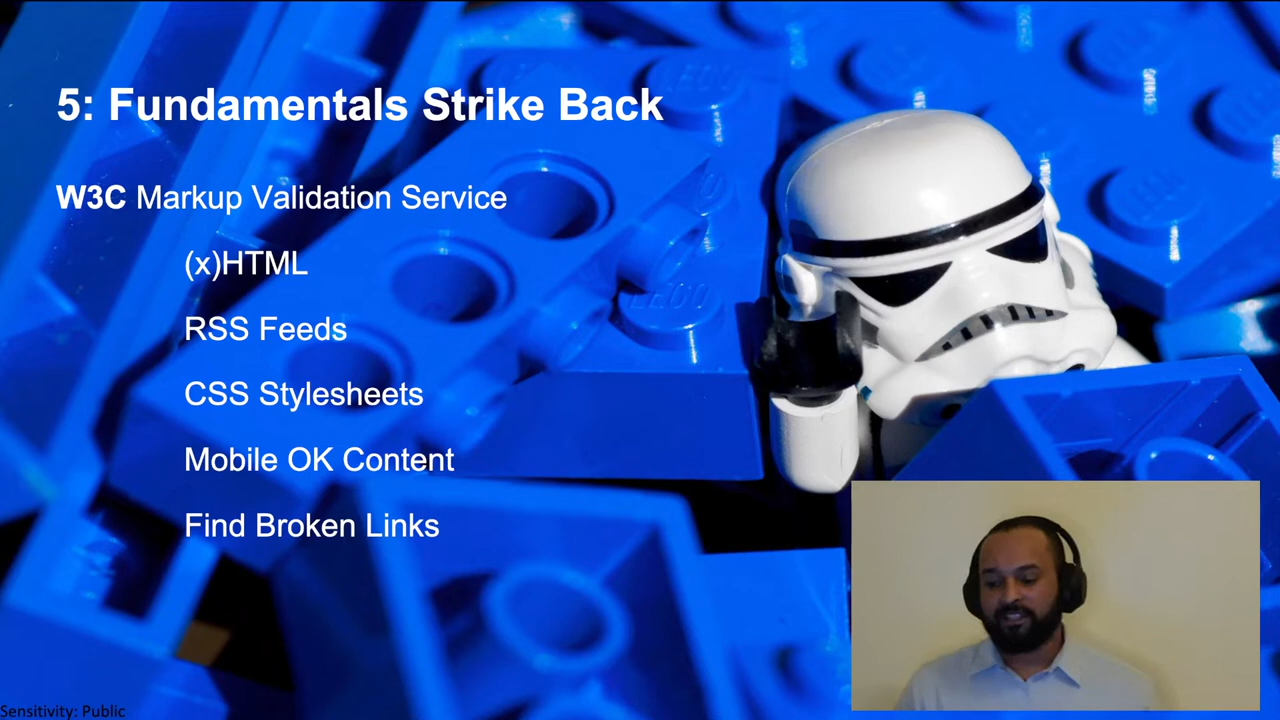 5: Fundamentals Strike Back
W3C Markup Validation Service
(x)HTML
RSS Feeds
CSS Stylesheets
Mobile OK Content
Find Broken Links
Sensitivity: Public